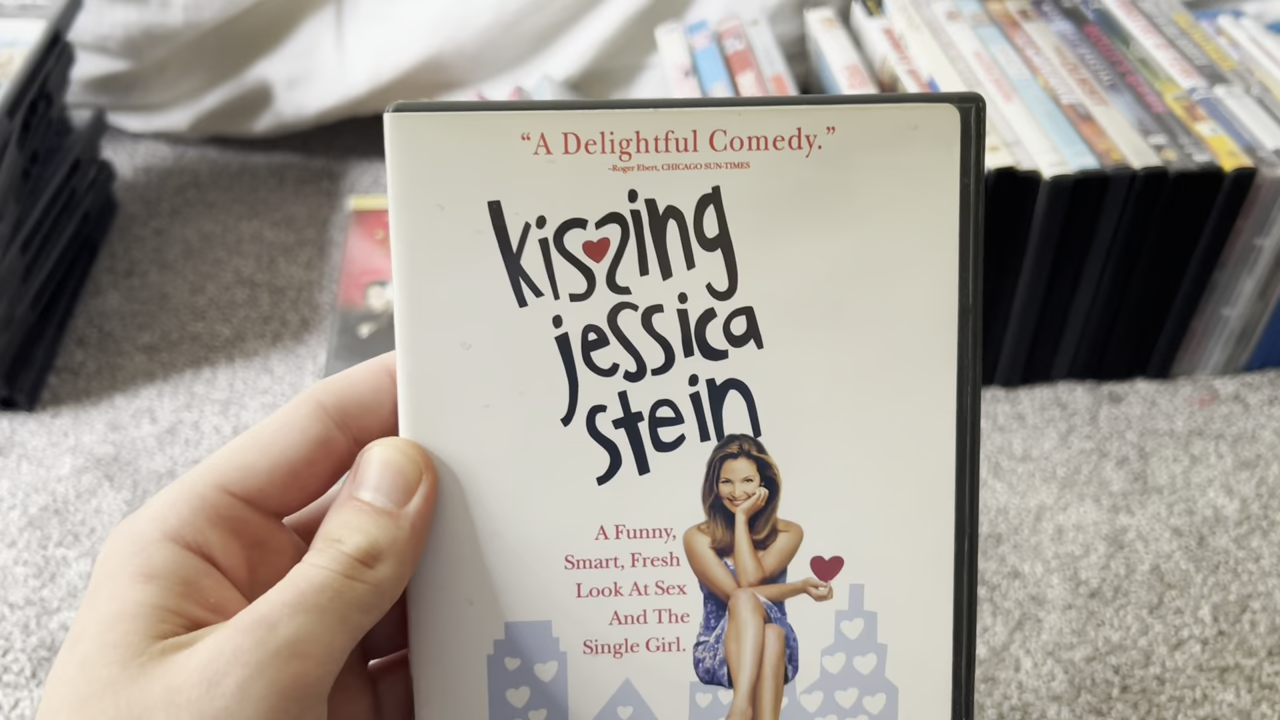 “A Delightful Comedy.”
–Roger Ebert, CHICAGO SUN-TIMES
kissing
jessica
stein
A Funny,
Smart, Fresh
Look At Sex
And The
Single Girl.